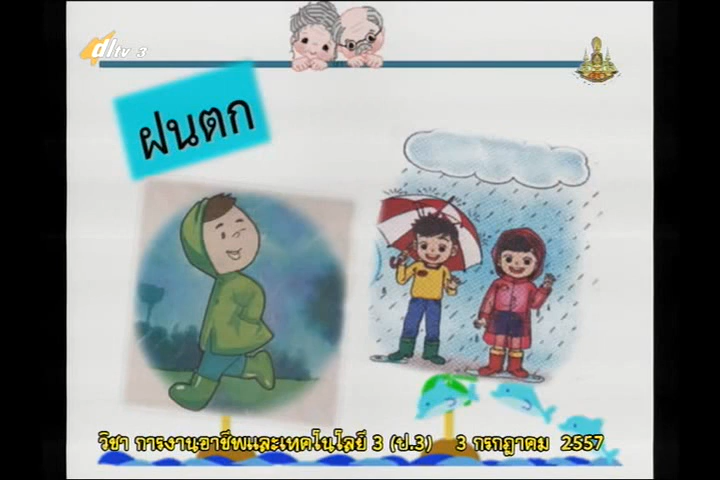 dltv 3
ฝนตก
วิชา การงานอาชีพและเทคโนโลยี 3 (ป.3) 3 กรกฎาคม 2557